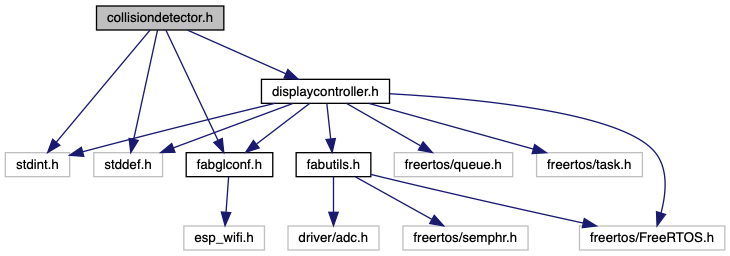 collisiondetector.h
displaycontroller.h
stdint.h
stddef.h
fabglconf.h
fabutils.h
freertos/queue.h
freertos/task.h
esp_wifi.h
driver/adc.h
freertos/semphr.h
freertos/FreeRTOS.h